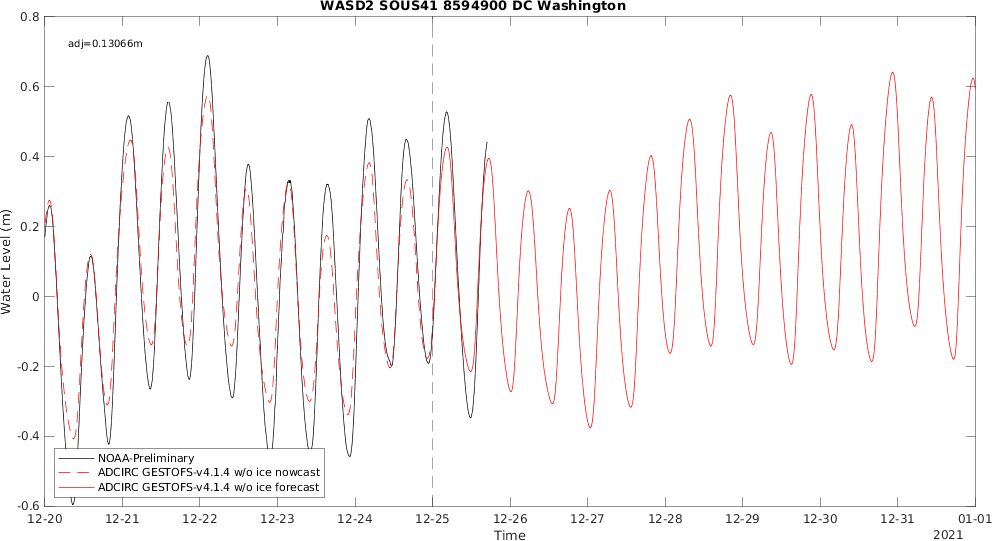 WASD2 SOUS41 8594900 DC Washington
adj=0.13066m
Water Level (m)
0.8
0.6
0.4
0.2
0
-0.2
-0.4
-0.6
NOAA-Preliminary
ADCIRC GESTOFS-v4.1.4 w/o ice nowcast
ADCIRC GESTOFS-v4.1.4 w/o ice forecast
12-20 12-21 12-22 12-23 12-24 12-25 12-26 12-27 12-28 12-29 12-30 12-31 01-01
Time
2021